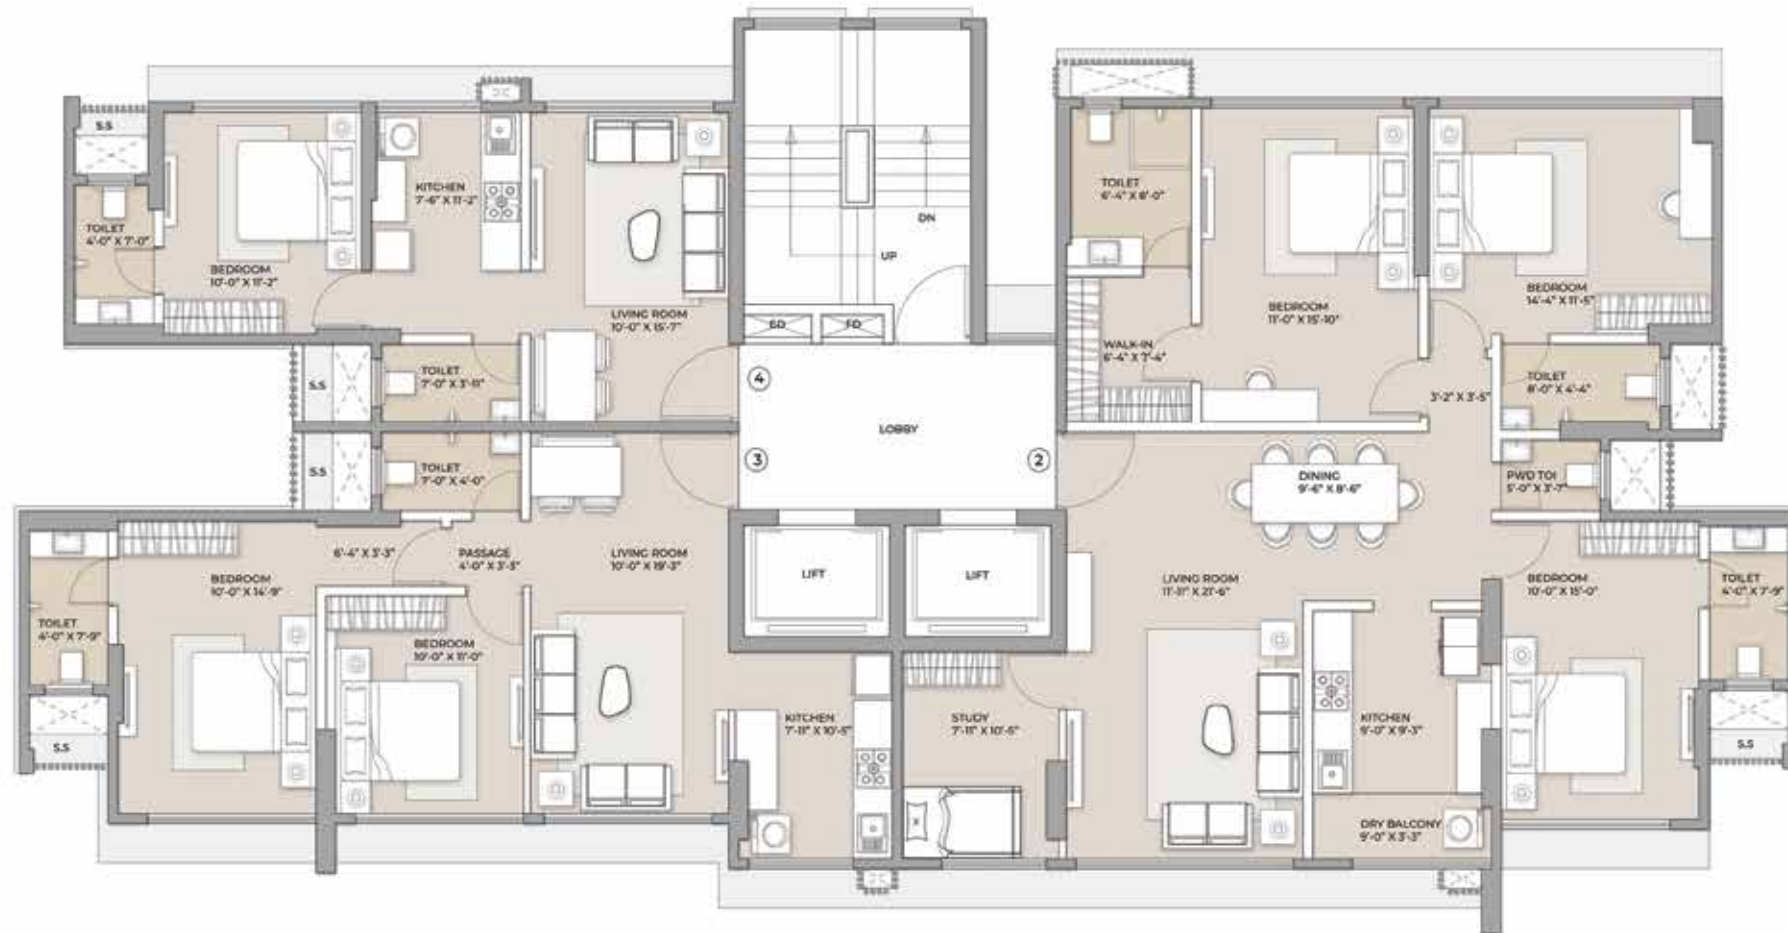 S.S
TOILET
4'-0" X 7'-0"
BEDROOM
10'-0" X 11'-2"
KITCHEN
7'-6" X 11'-2"
LIVING ROOM
10'-0" X 15'-7"
S.S
TOILET
7'-0" X 3'-11"
DN
UP
ED
FD
4
LOBBY
3
2
S.S
TOILET
7'-0" X 4'-0"
TOILET
4'-0" X 7'-9"
S.S
BEDROOM
10'-0" X 14'-9"
6'-4" X 3'-3"
PASSAGE
4'-0" X 3'-3"
BEDROOM
10'-0" X 11'-0"
LIVING ROOM
10'-0" X 19'-3"
KITCHEN
7'-11" X 10'-5"
LIFT
LIFT
TOILET
6'-4" X 8'-0"
WALK-IN
6'-4" X 7'-4"
BEDROOM
11'-0" X 15'-10"
BEDROOM
14'-4" X 11'-5"
3'-2" X 3'-5"
TOILET
8'-0" X 4'-4"
PWD TOI
5'-0" X 3'-7"
DINING
9'-6" X 8'-6"
LIVING ROOM
11'-11" X 21'-6"
STUDY
7'-11" X 10'-5"
KITCHEN
9'-0" X 9'-3"
DRY BALCONY
9'-0" X 3'-3"
BEDROOM
10'-0" X 15'-0"
TOILET
4'-0" X 7'-9"
S.S